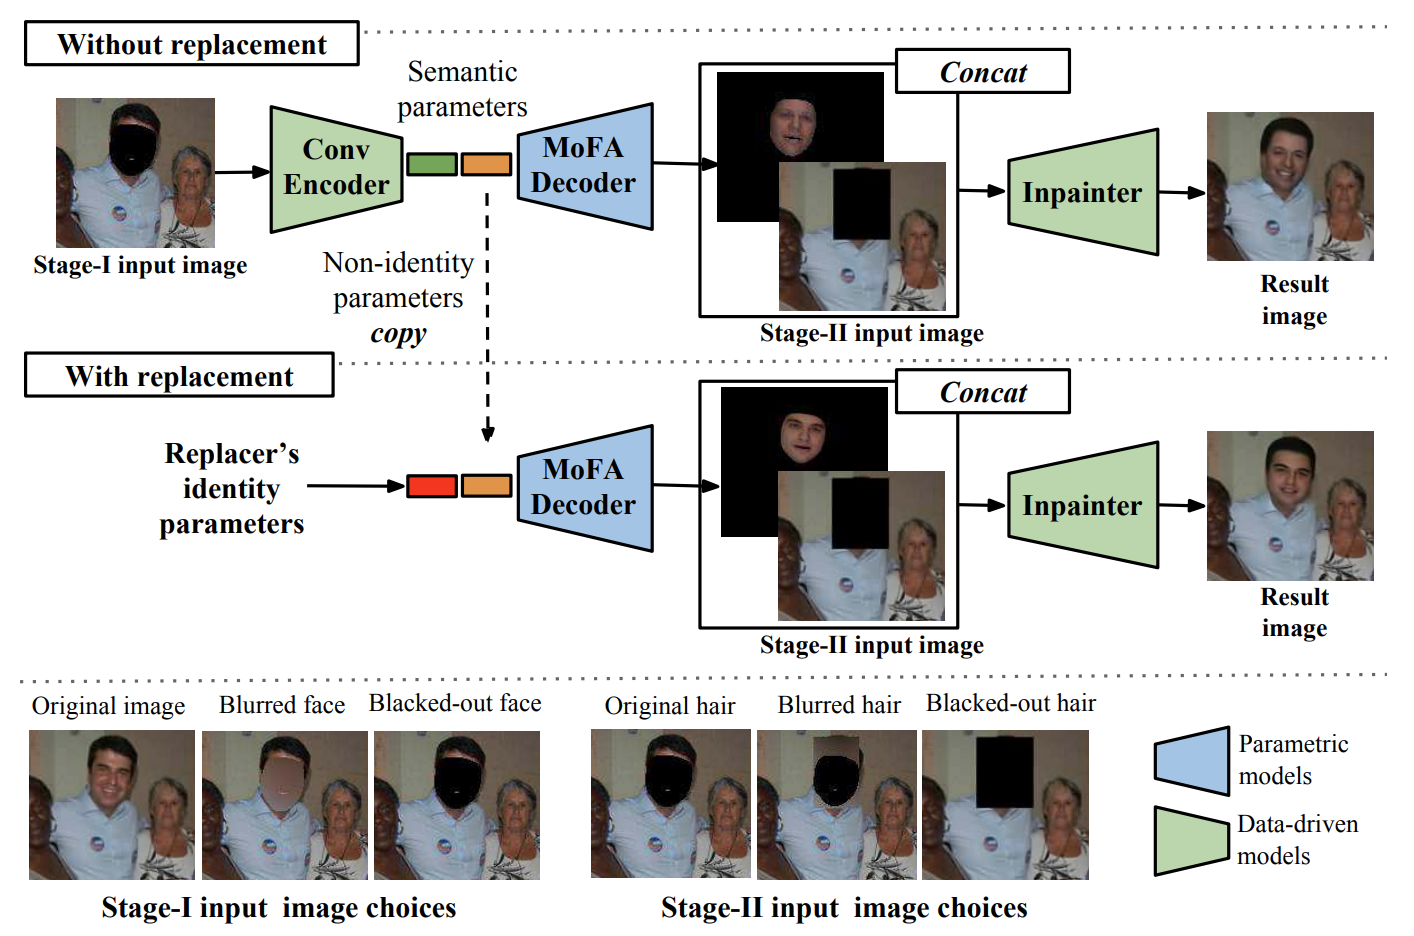 Without replacement
Semantic
parameters
Concat
Conv
Encoder
MoFA
Decoder
Inpainter
Stage-I input image
Non-identity
parameters
copy
Stage-II input image
Result
image
With replacement
Concat
Replacer's
identity
parameters
MoFA
Decoder
Inpainter
Stage-II input image
Result
image
Original image
Blurred face
Blacked-out face
Original hair
Blurred hair
Blacked-out hair
Parametric
models
Data-driven
models
Stage-I input image choices
Stage-II input image choices